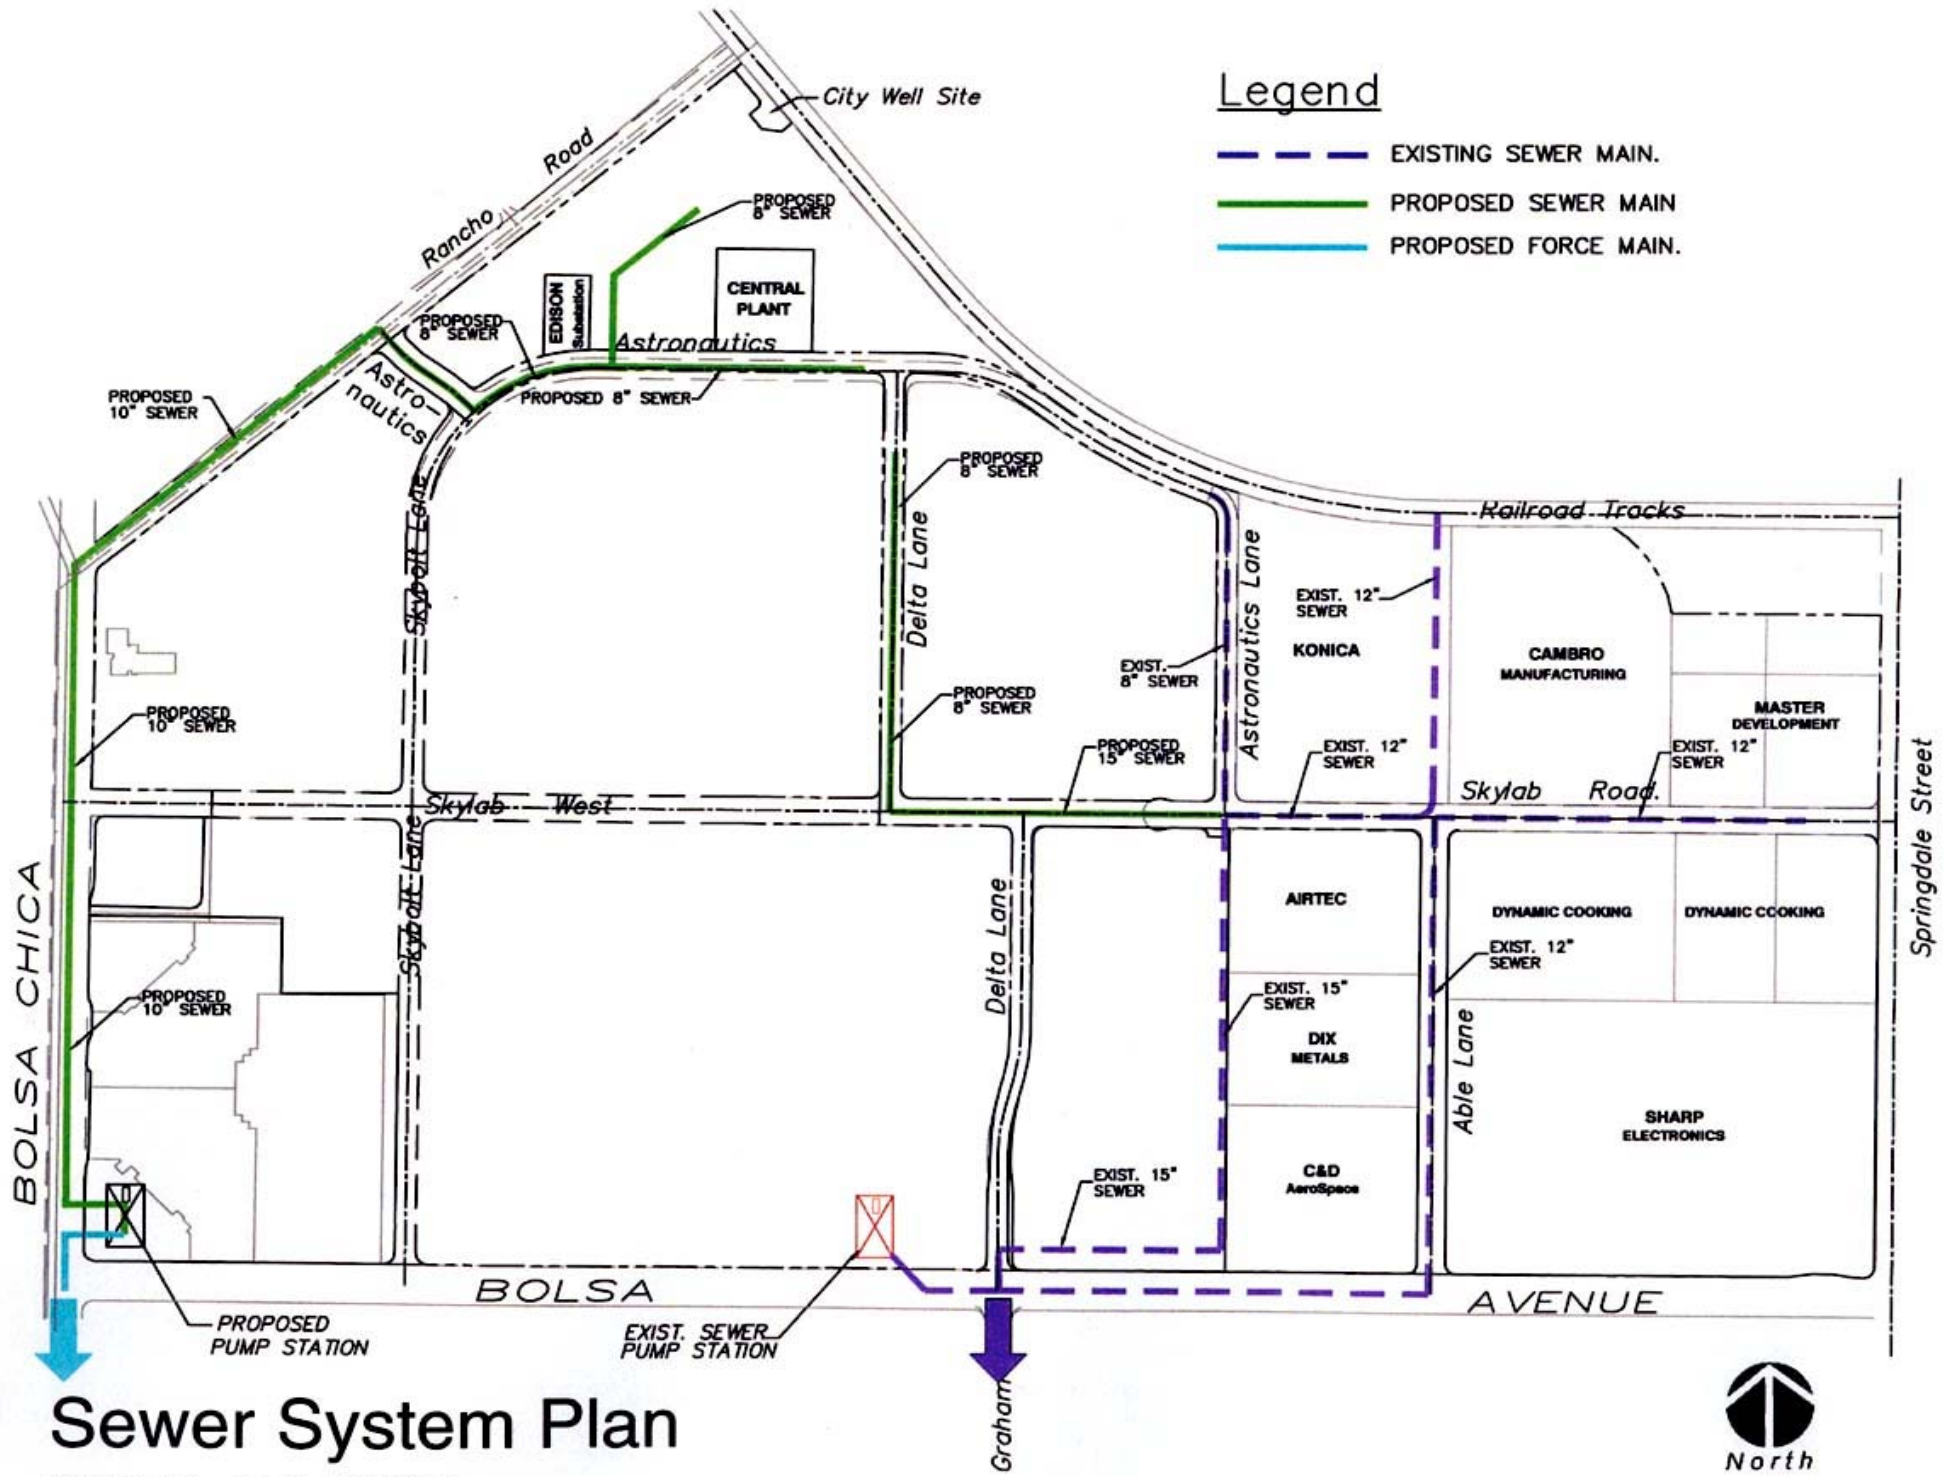 City Well Site
Legend
EXISTING SEWER MAIN.
PROPOSED SEWER MAIN
PROPOSED FORCE MAIN.
Rancho Road
PROPOSED
8" SEWER
EDISON
Substation
CENTRAL
PLANT
PROPOSED
8" SEWER
Astronautics
PROPOSED 8" SEWER
Astro-
nautics
PROPOSED
10" SEWER
PROPOSED
8" SEWER
Skybolt Lane
Delta Lane
Railroad Tracks
Astronautics Lane
EXIST. 12"
SEWER
KONICA
EXIST.
8" SEWER
CAMBRO
MANUFACTURING
MASTER
DEVELOPMENT
PROPOSED
10" SEWER
PROPOSED
8" SEWER
PROPOSED
15" SEWER
EXIST. 12"
SEWER
EXIST. 12"
SEWER
Skylab West
Skylab Road.
Springdale Street
Skybolt Lane
BOLSA CHICA
Delta Lane
AIRTEC
DYNAMIC COOKING
DYNAMIC COOKING
EXIST. 12"
SEWER
PROPOSED
10" SEWER
EXIST. 15"
SEWER
DIX
METALS
Able Lane
SHARP
ELECTRONICS
EXIST. 15"
SEWER
C&D
AeroSpace
BOLSA AVENUE
PROPOSED
PUMP STATION
EXIST. SEWER
PUMP STATION
Graham
Sewer System Plan
North